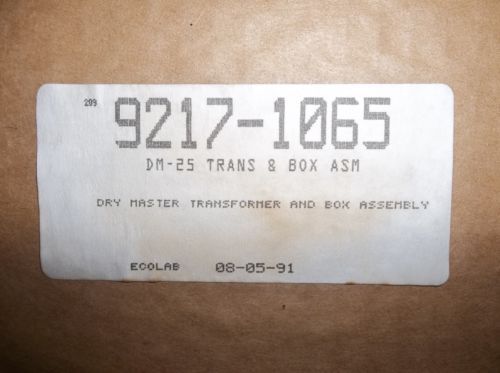 209 9217-1065
DM-25 TRANS & BOX ASM
DRY MASTER TRANSFORMER AND BOX ASSEMBLY
ECOLAB 08-05-91